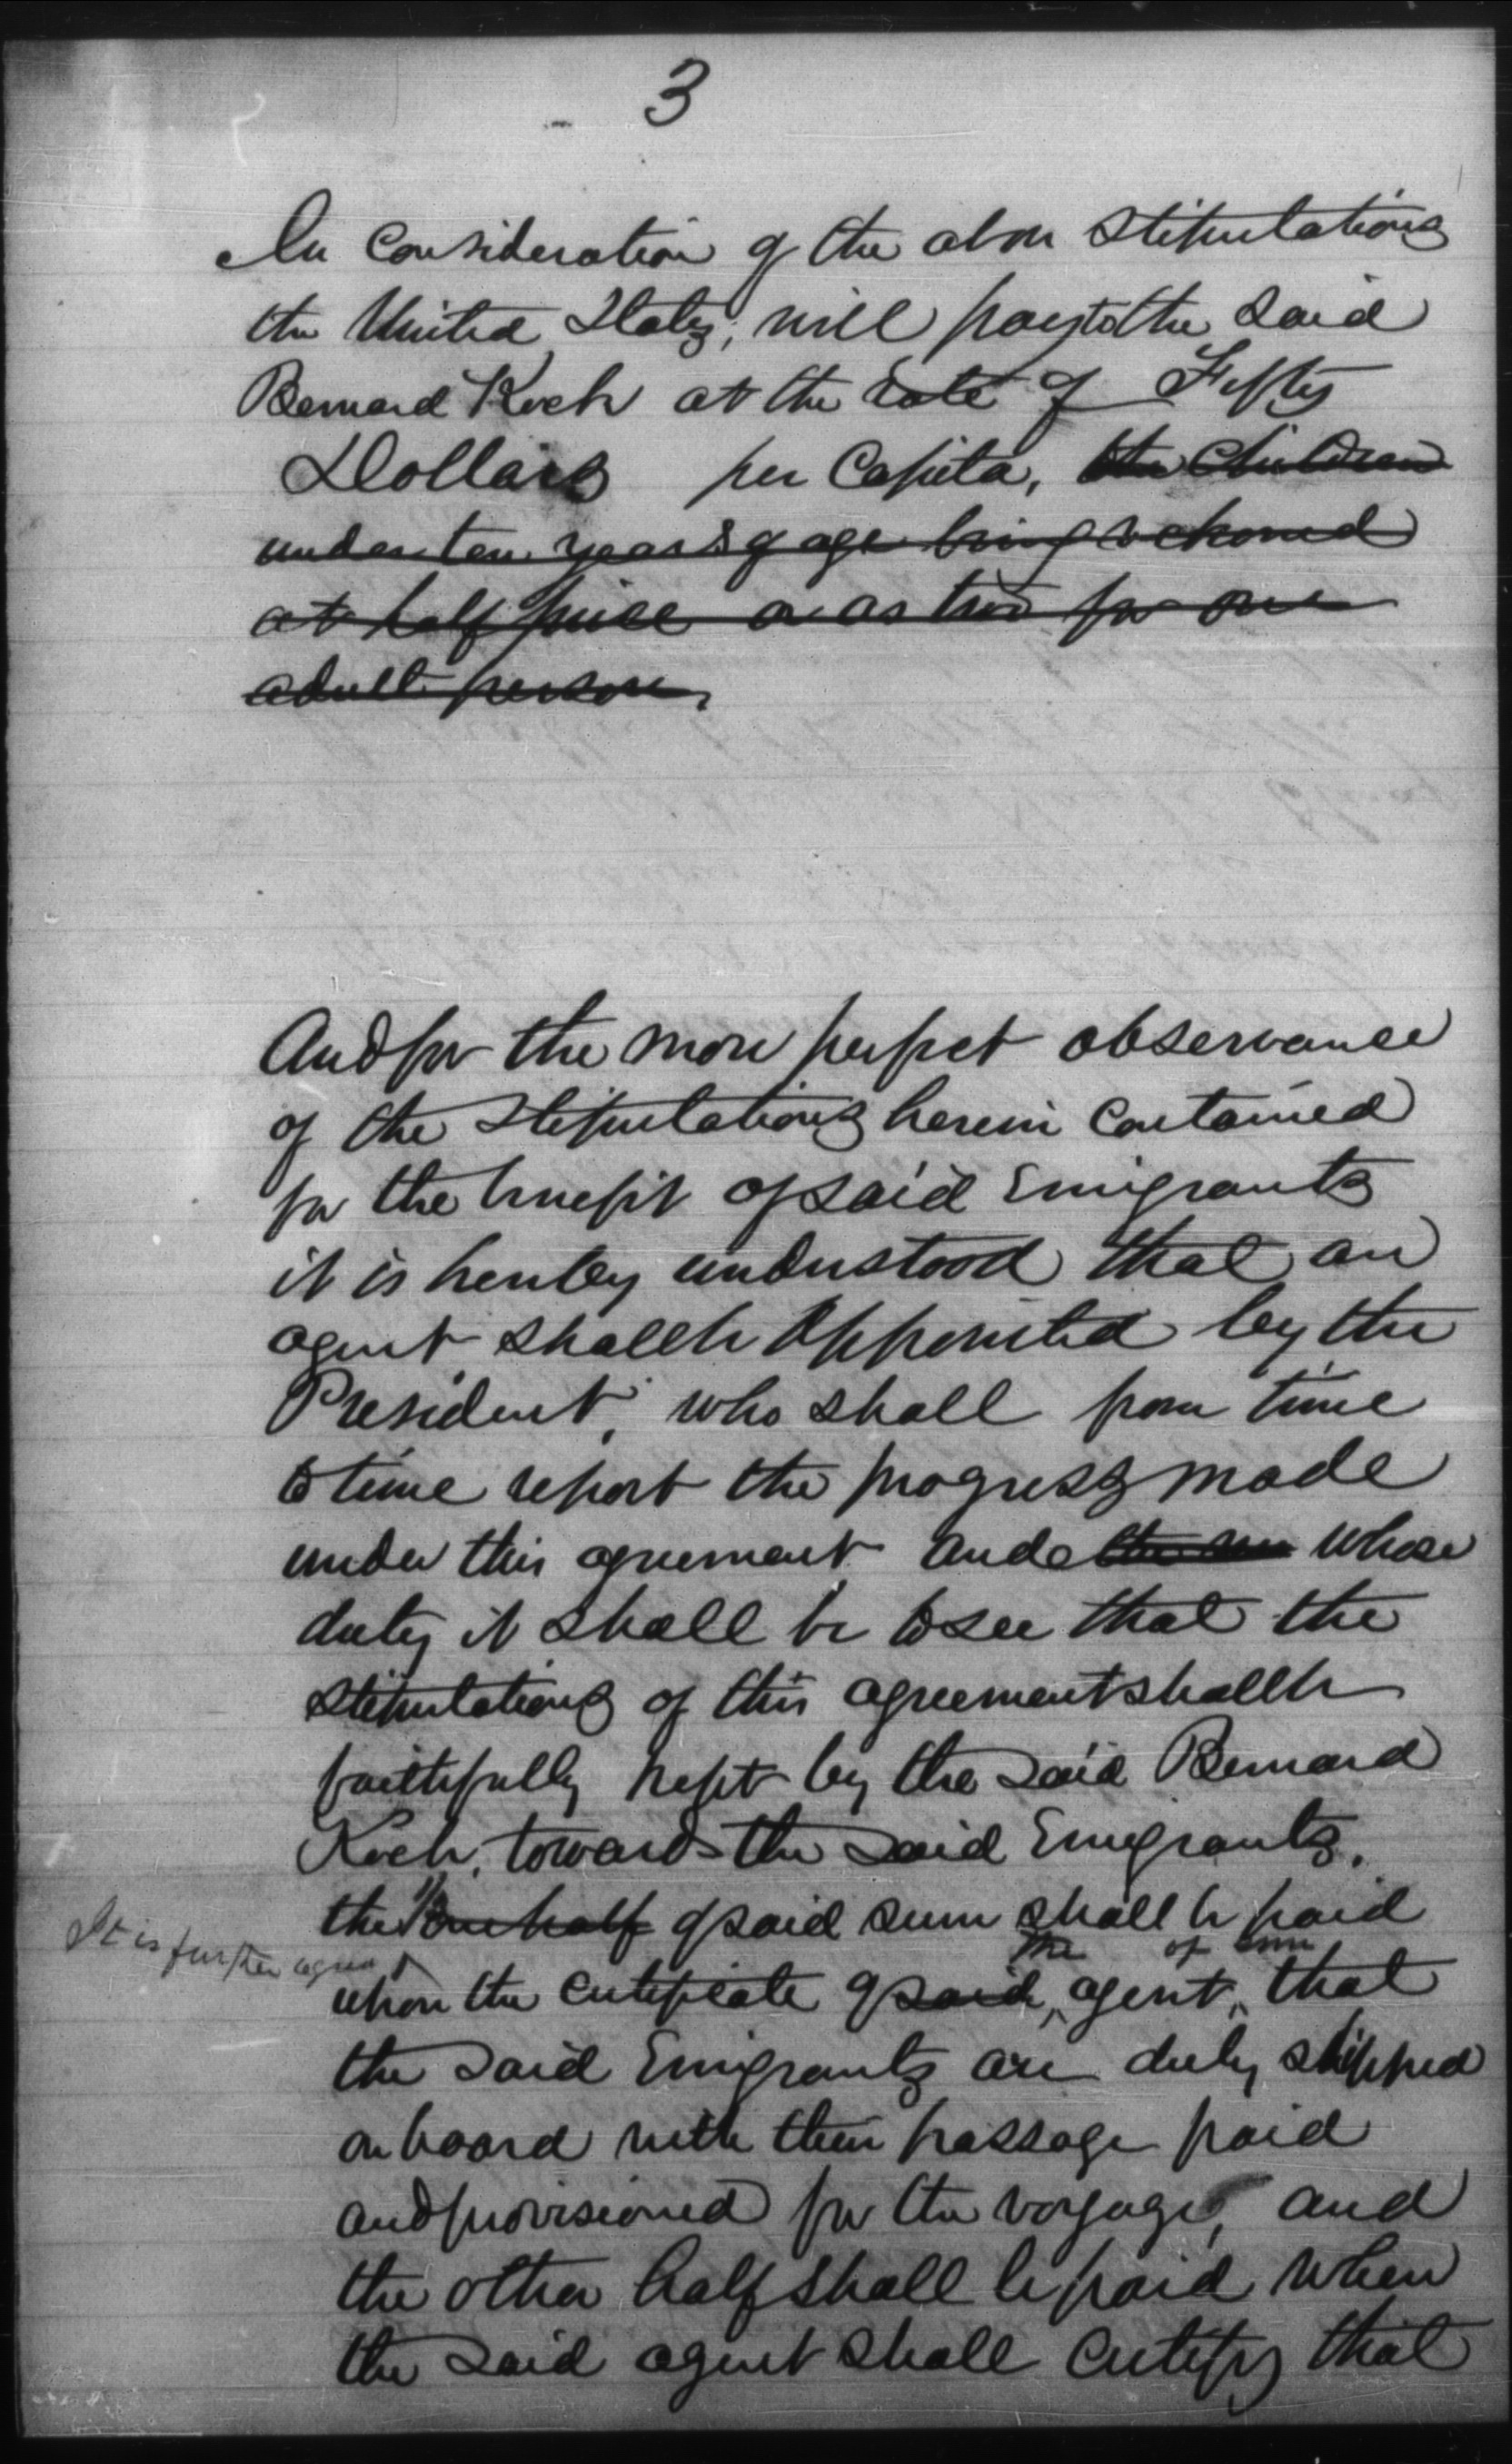 3
In Consideration of the above Stipulations
the United States, will pay to the said
Bernard Koch at the rate of Fifty
Dollars per Capita, the Children
under ten years of age being reckoned
at half price or as two for one
adult person,
And for the more perfect observance
of the Stipulations herein Contained
for the benefit of said Emigrants
it is hereby understood that an
agent shall be Appointed by the
President, who shall from time
to time report the progress made
under this agreement and whose
duty it shall be to see that the
Stipulations of this agreement shall be
faithfully kept by the said Bernard
Koch, towards the said Emigrants.
It is further agreed
the One half of said sum shall be paid
the of
upon the certificate of said agent, that
the said Emigrants are duly shipped
on board with their passage paid
and provisioned for the voyage, and
the other half shall be paid when
the said agent shall certify that